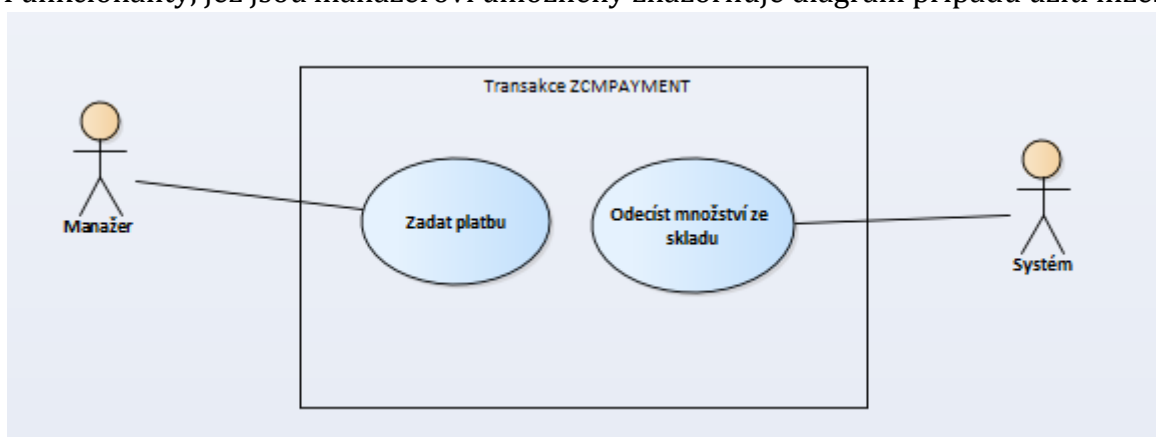 Funkcionality, jež jsou manažerovi umožněny znázorňuje diagram případů užití níže.
Transakce ZCMPAYMENT
Manažer
Zadat platbu
Odecíst množství ze
skladu
Systém